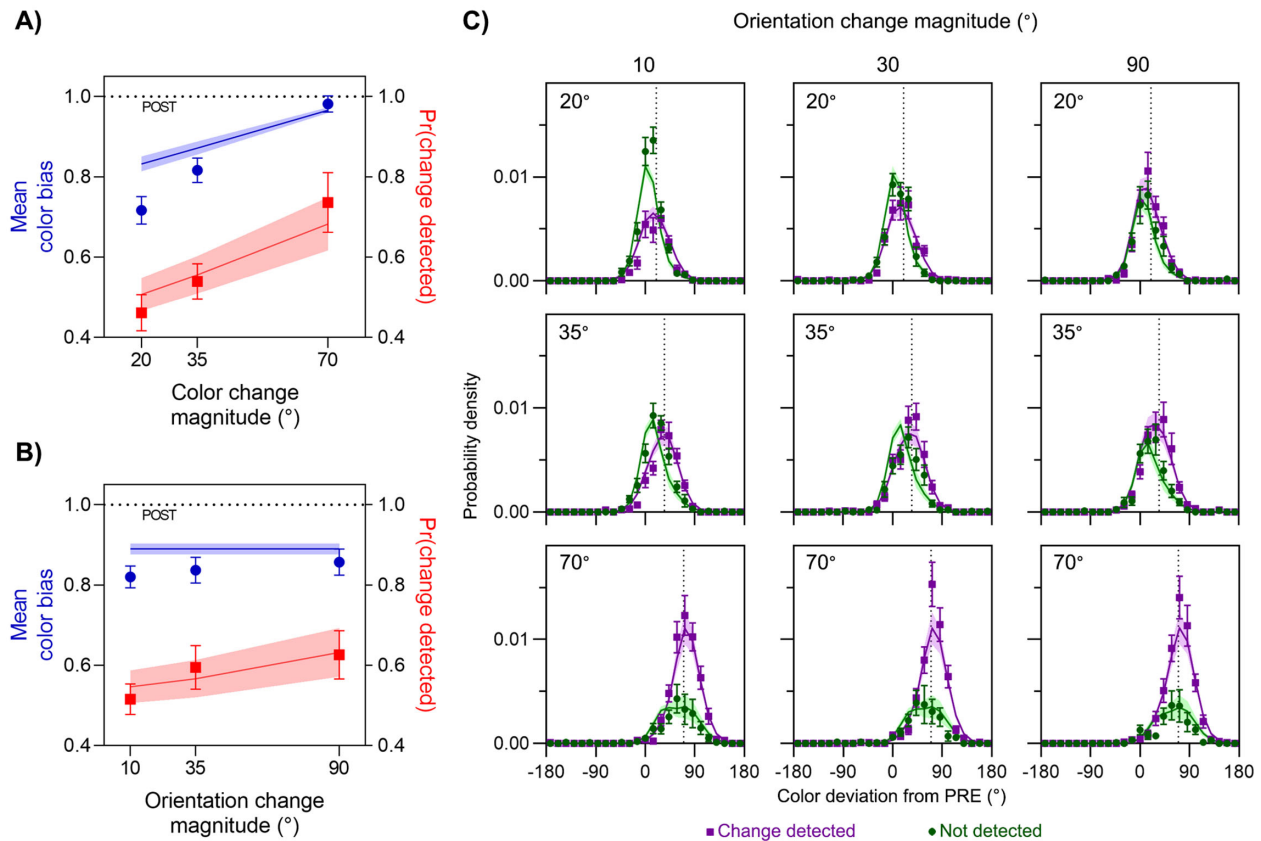 A)
POST
1.0
0.8
0.6
0.4
1.0
0.8
0.6
0.4
20
35
70
Mean
color bias
Pr(change detected)
Color change
magnitude (°)
B)
POST
1.0
0.8
0.6
0.4
1.0
0.8
0.6
0.4
10
35
90
Mean
color bias
Pr(change detected)
Orientation change
magnitude (°)
C)
Orientation change magnitude (°)
10
30
90
20°
20°
20°
0.01
0.00
35°
35°
35°
0.01
0.00
70°
70°
70°
0.01
0.00
Probability density
-180
-90
0
90
180
-180
-90
0
90
180
-180
-90
0
90
180
Color deviation from PRE (°)
Change detected
Not detected